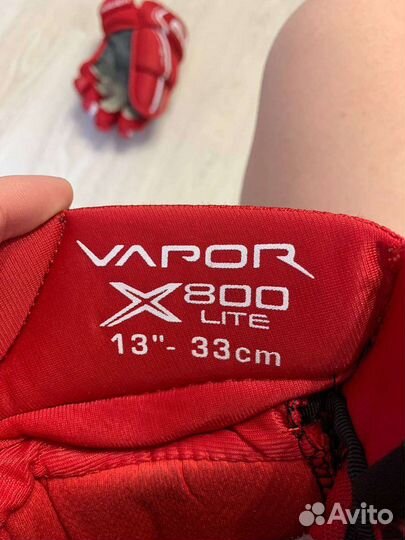 VAPOR
X800
LITE
13"- 33cm
Avito